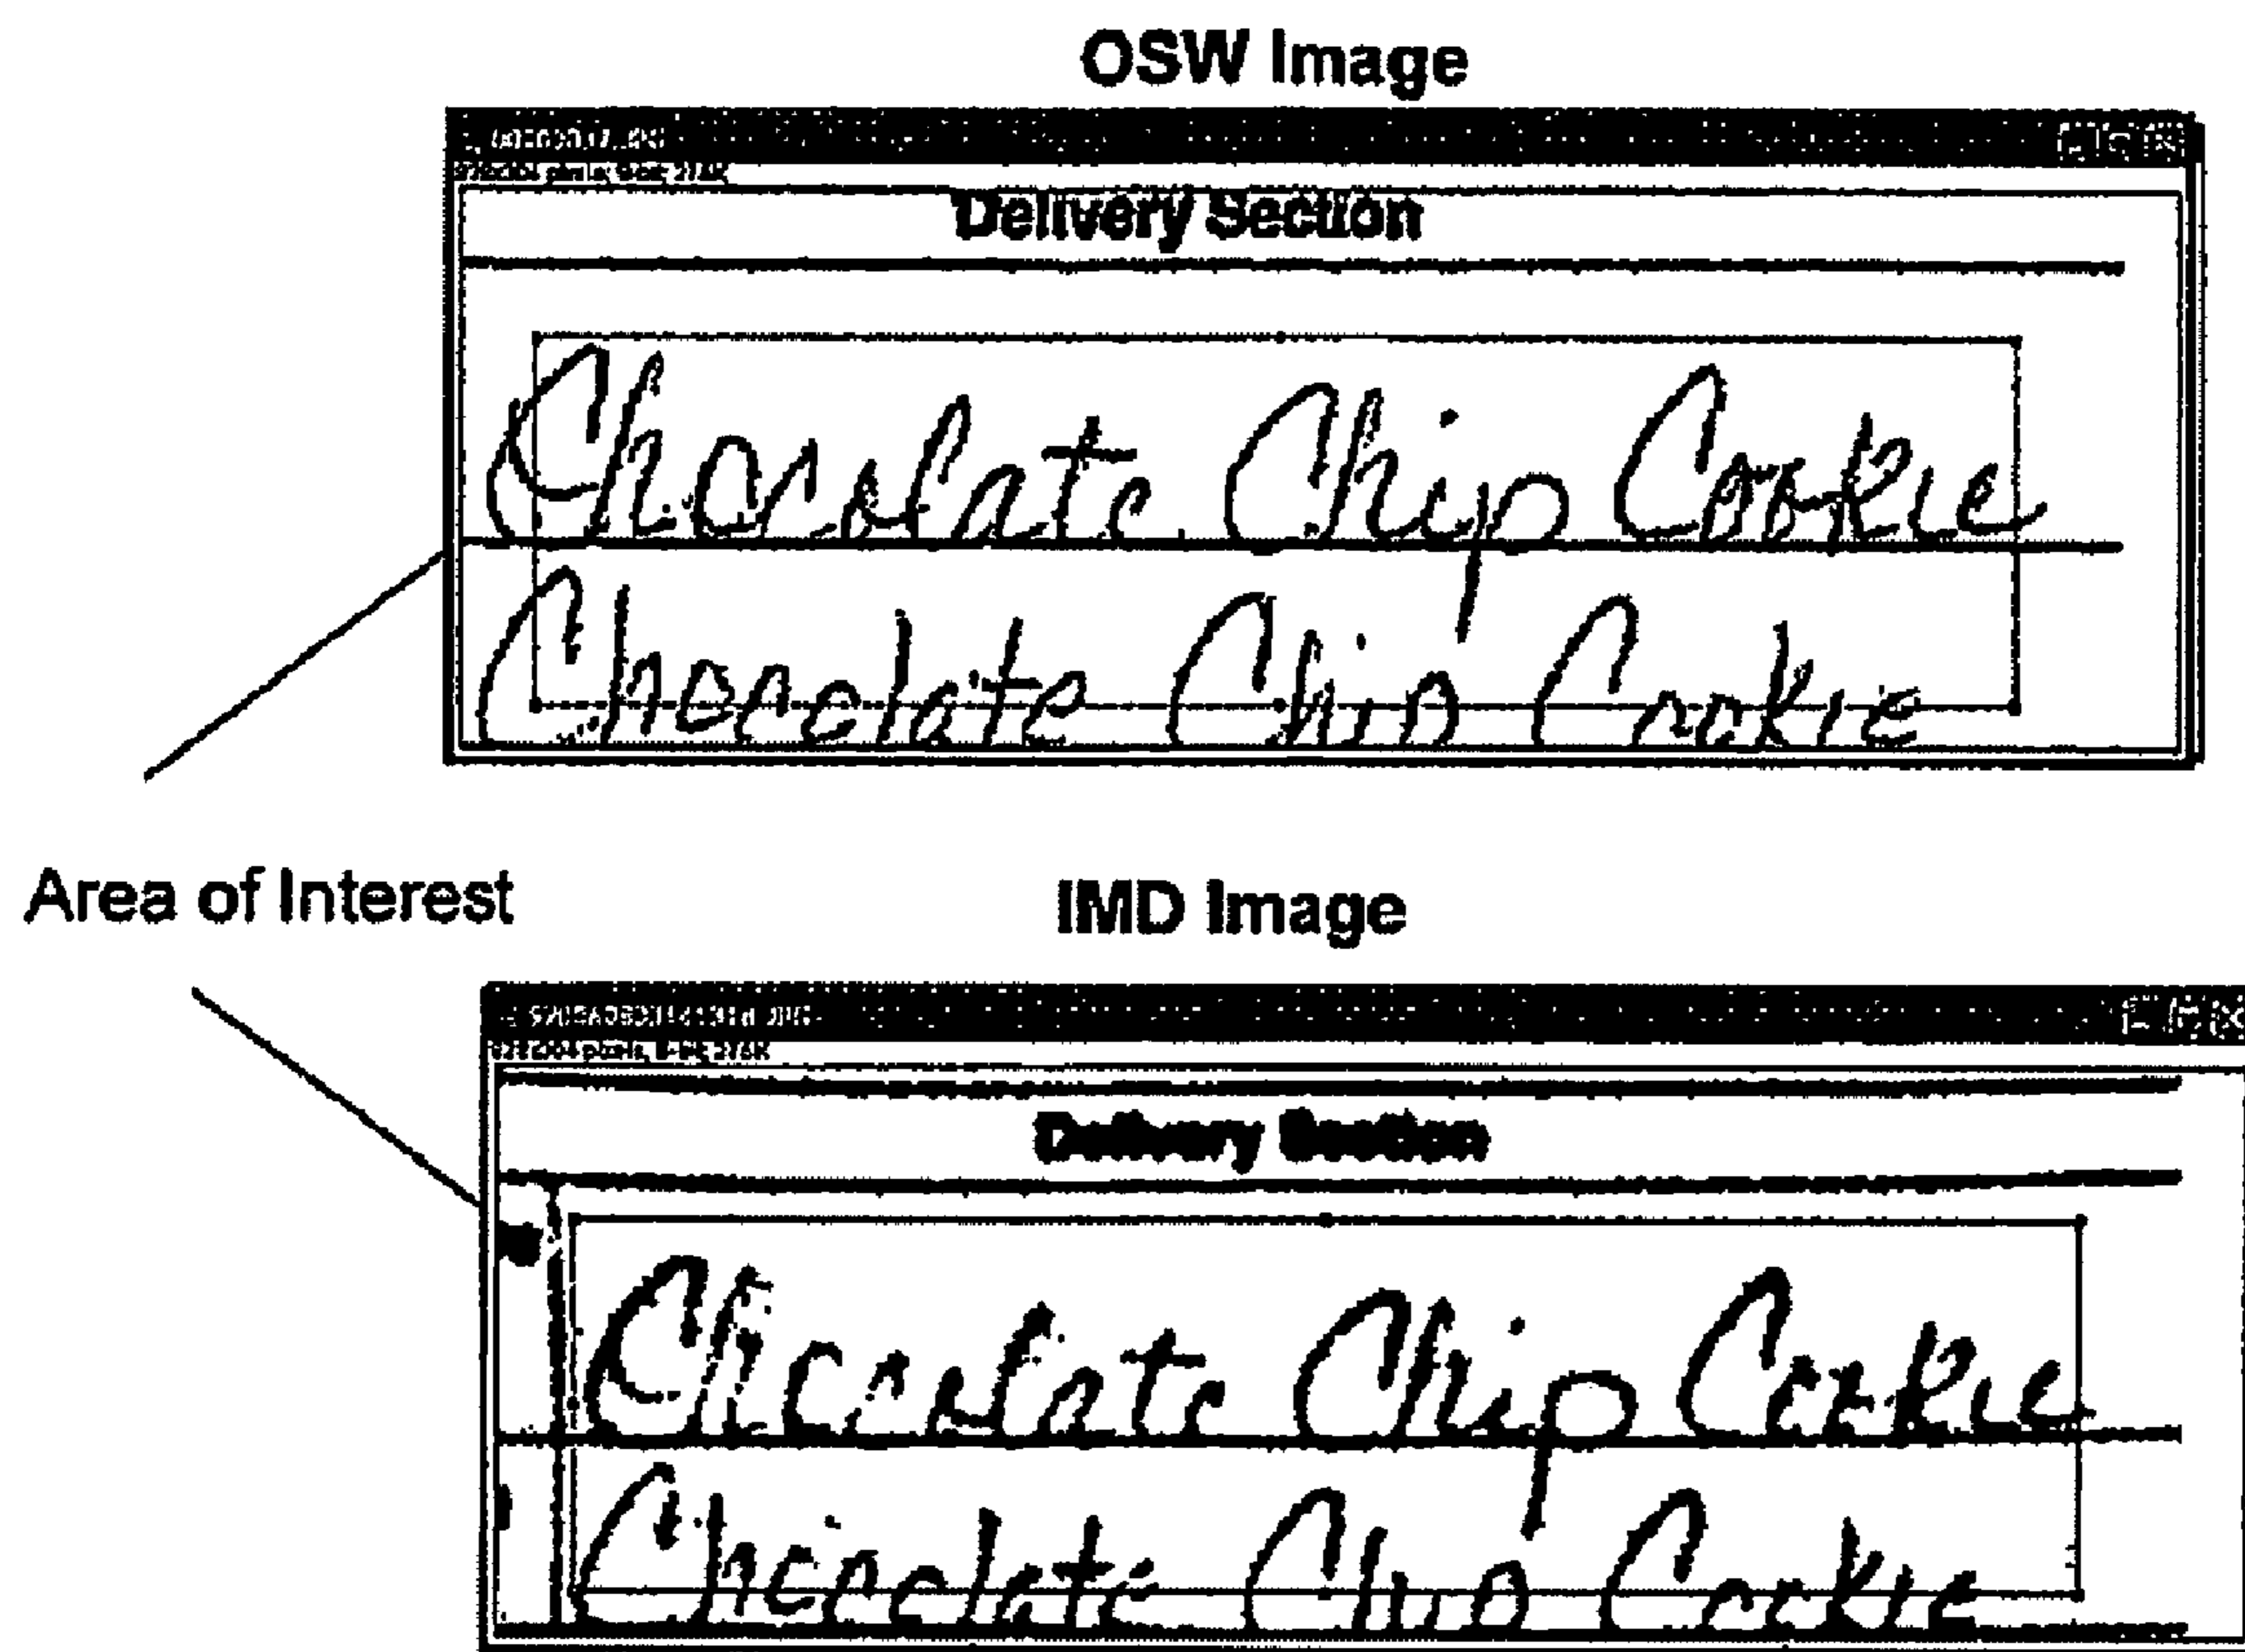 OSW Image
Delivery Section
Chocolate Chip Cookie
Chocolate Chip Cookie
Area of Interest
IMD Image
Delivery Section
Chocolate Chip Cookie
Chocolate Chip Cookie